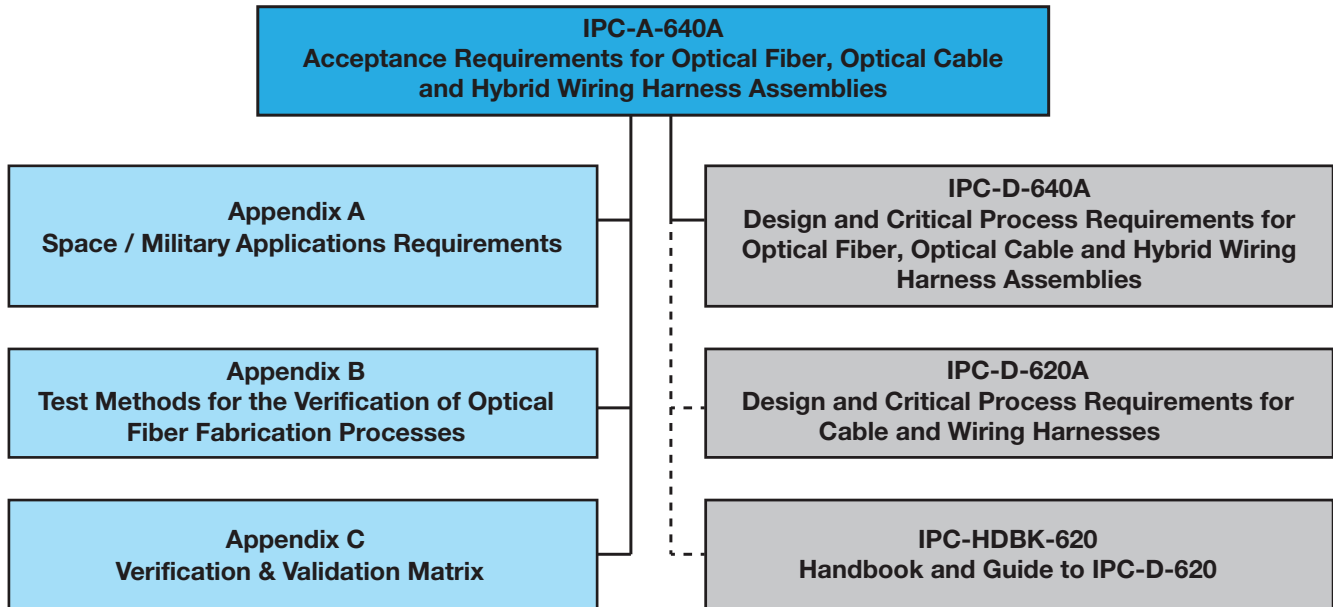 IPC-A-640A
Acceptance Requirements for Optical Fiber, Optical Cable
and Hybrid Wiring Harness Assemblies
Appendix A
Space / Military Applications Requirements
IPC-D-640A
Design and Critical Process Requirements for
Optical Fiber, Optical Cable and Hybrid Wiring
Harness Assemblies
Appendix B
Test Methods for the Verification of Optical
Fiber Fabrication Processes
IPC-D-620A
Design and Critical Process Requirements for
Cable and Wiring Harnesses
Appendix C
Verification & Validation Matrix
IPC-HDBK-620
Handbook and Guide to IPC-D-620